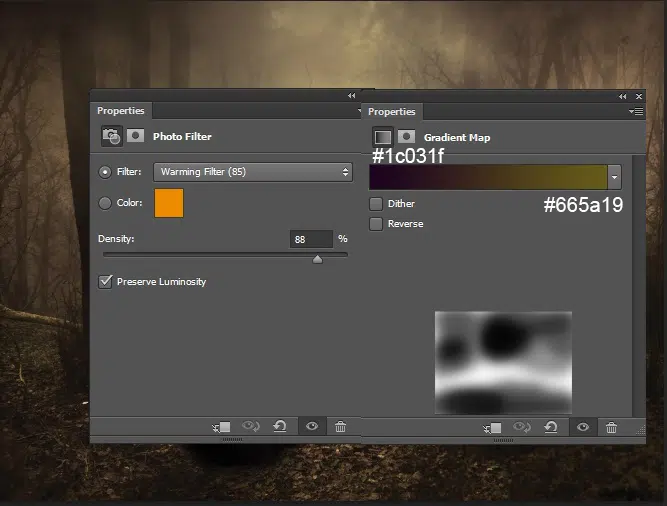 Properties
Photo Filter
Filter:
Warming Filter (85)
Color:
Density:
88
%
Preserve Luminosity
Properties
Gradient Map
#1c031f
#665a19
Dither
Reverse